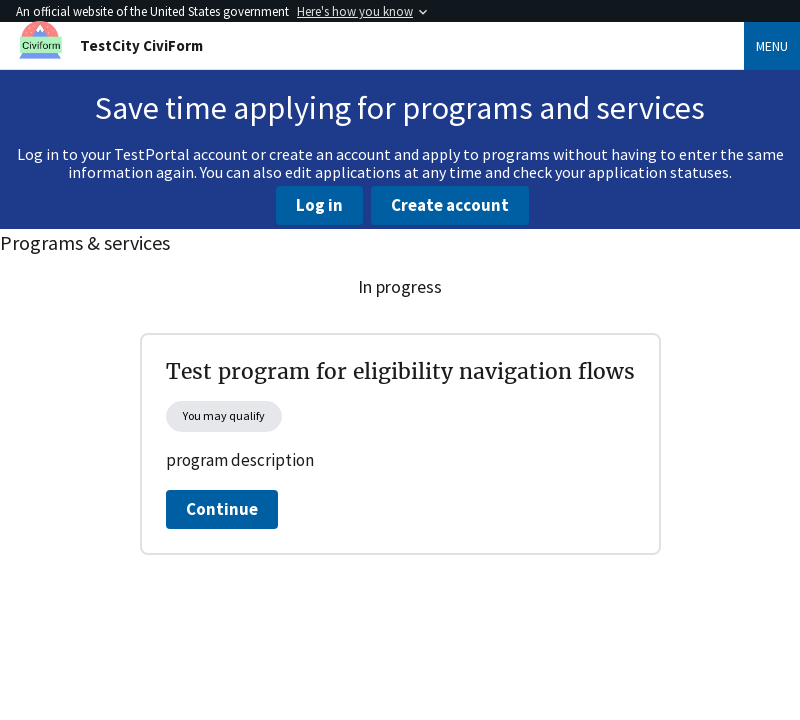 An official website of the United States government Here's how you know
Civiform
TestCity CiviForm
MENU
Save time applying for programs and services
Log in to your TestPortal account or create an account and apply to programs without having to enter the same
information again. You can also edit applications at any time and check your application statuses.
Log in Create account
Programs & services
In progress
Test program for eligibility navigation flows
You may qualify
program description
Continue